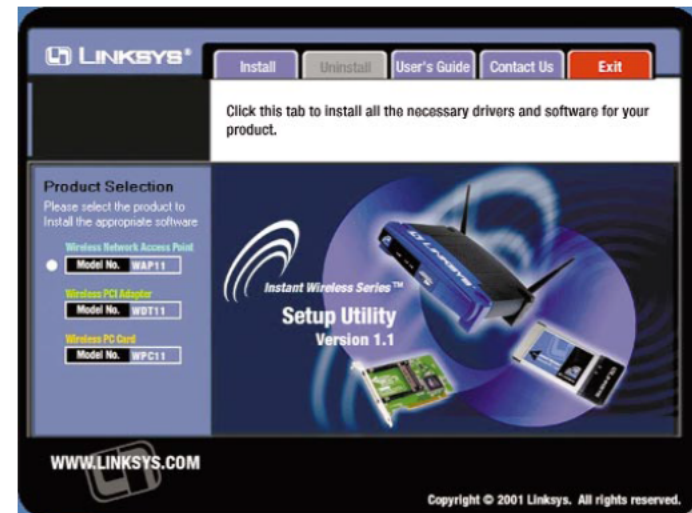 LINKSYS®
Install
Uninstall
User's Guide
Contact Us
Exit
Click this tab to install all the necessary drivers and software for your
product.
Product Selection
Please select the product to
Install the appropriate software
Wireless Network Access Point
Model No. WAP11
Wireless PCI Adapter
Model No. WDT11
Wireless PC Card
Model No. WPC11
Instant Wireless Series™
Setup Utility
Version 1.1
LINKSYS
WWW.LINKSYS.COM
Copyright © 2001 Linksys. All rights reserved.